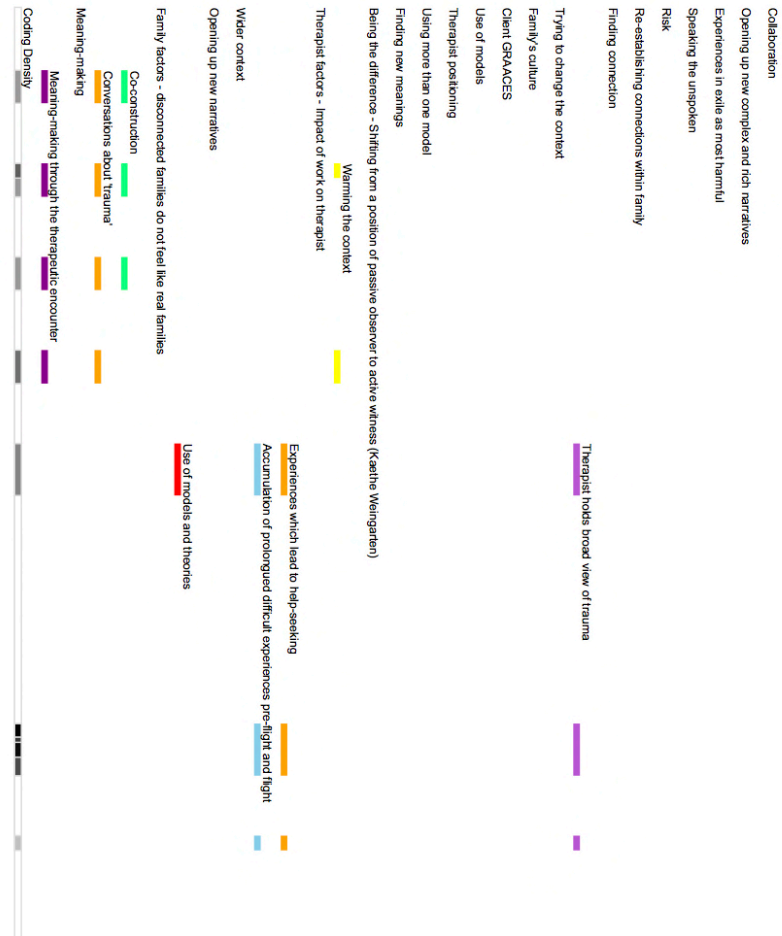 Coding Density
Meaning-making through the therapeutic encounter
Meaning-making
Conversations about 'trauma'
Co-construction
Family factors - disconnected families do not feel like real families
Use of models and theories
Opening up new narratives
Wider context
Accumulation of prolongued difficult experiences pre-flight and flight
Experiences which lead to help-seeking
Therapist factors - Impact of work on therapist
Warming the context
Being the difference - Shifting from a position of passive observer to active witness (Kaethe Weingarten)
Finding new meanings
Using more than one model
Therapist positioning
Use of models
Client GRAACES
Family's culture
Trying to change the context
Therapist holds broad view of trauma
Finding connection
Re-establishing connections within family
Risk
Speaking the unspoken
Experiences in exile as most harmful
Opening up new complex and rich narratives
Collaboration